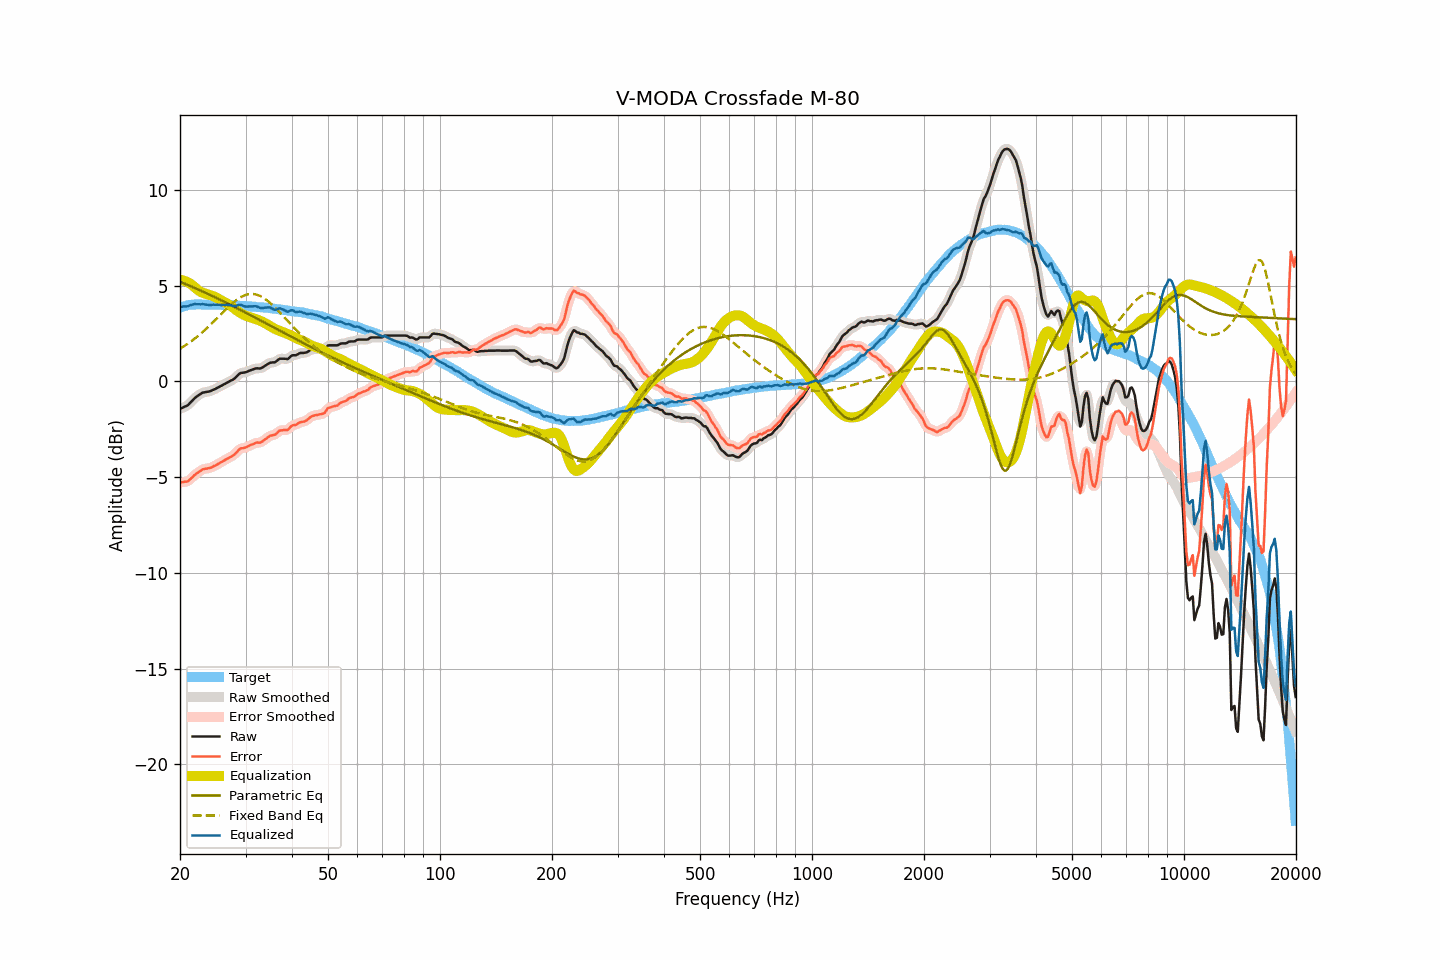 V-MODA Crossfade M-80
Amplitude (dBr)
10
5
0
−5
−10
−15
−20
Target
Raw Smoothed
Error Smoothed
Raw
Error
Equalization
Parametric Eq
Fixed Band Eq
Equalized
20 50 100 200 500 1000 2000 5000 10000 20000
Frequency (Hz)